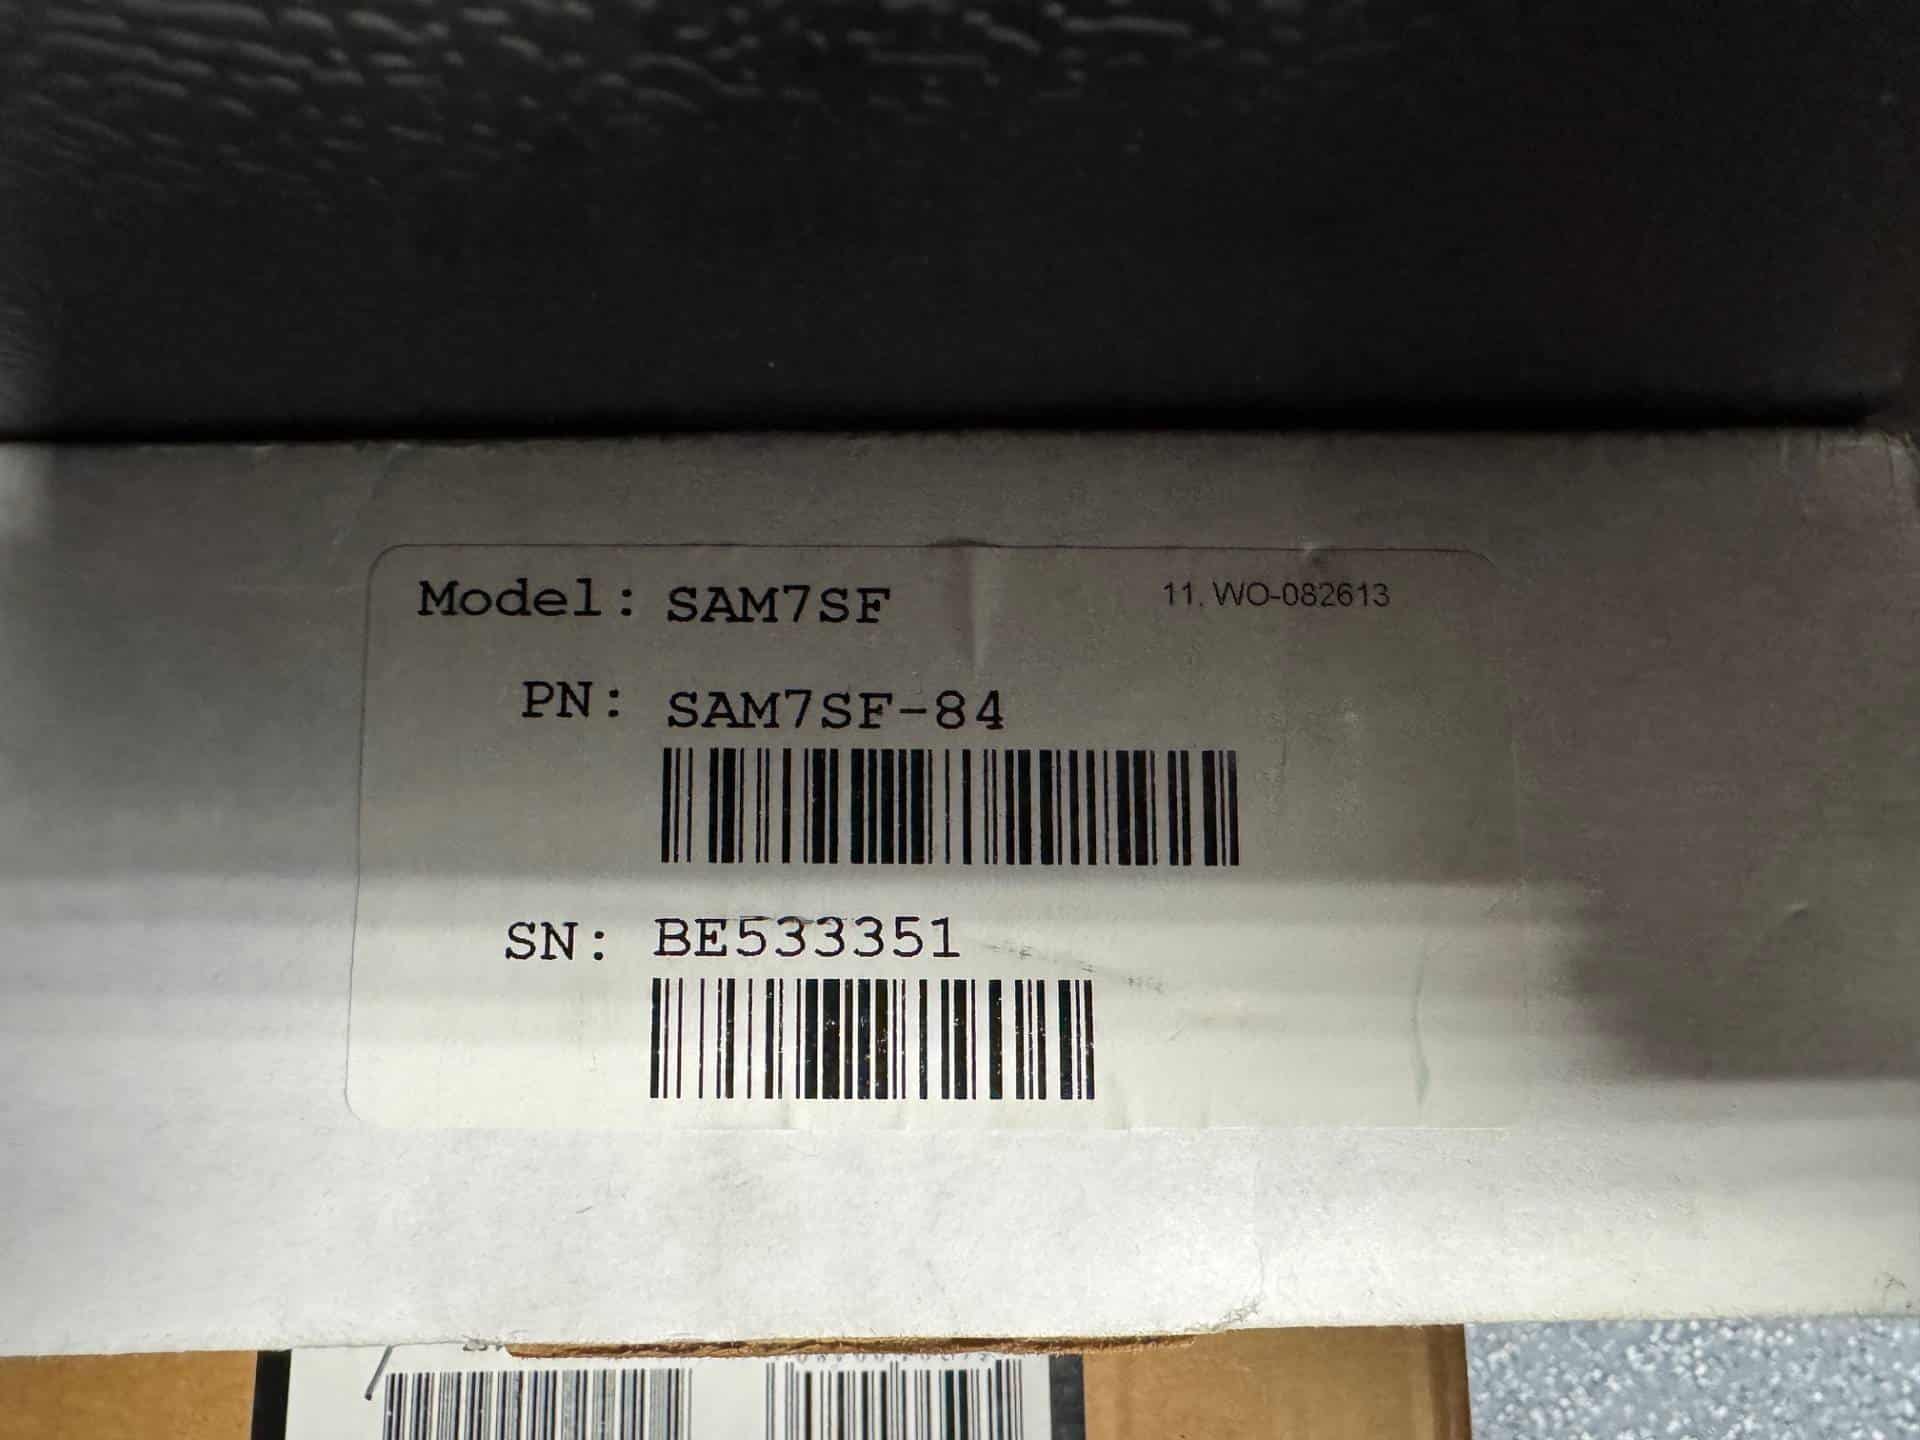 Model: SAM7SF
11. WO-082613
PN: SAM7SF-84
SN: BE533351